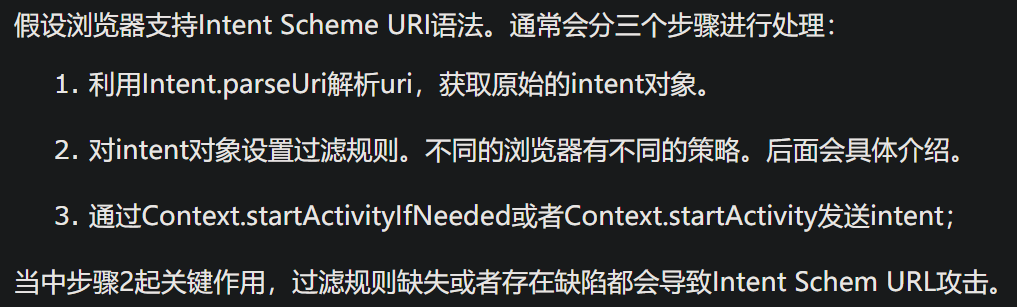 假设浏览器支持Intent Scheme URI语法。通常会分三个步骤进行处理：
1. 利用Intent.parseUri解析uri，获取原始的intent对象。
2. 对intent对象设置过滤规则。不同的浏览器有不同的策略。后面会具体介绍。
3. 通过Context.startActivityIfNeeded或者Context.startActivity发送intent；
当中步骤2起关键作用，过滤规则缺失或者存在缺陷都会导致Intent Schem URL攻击。